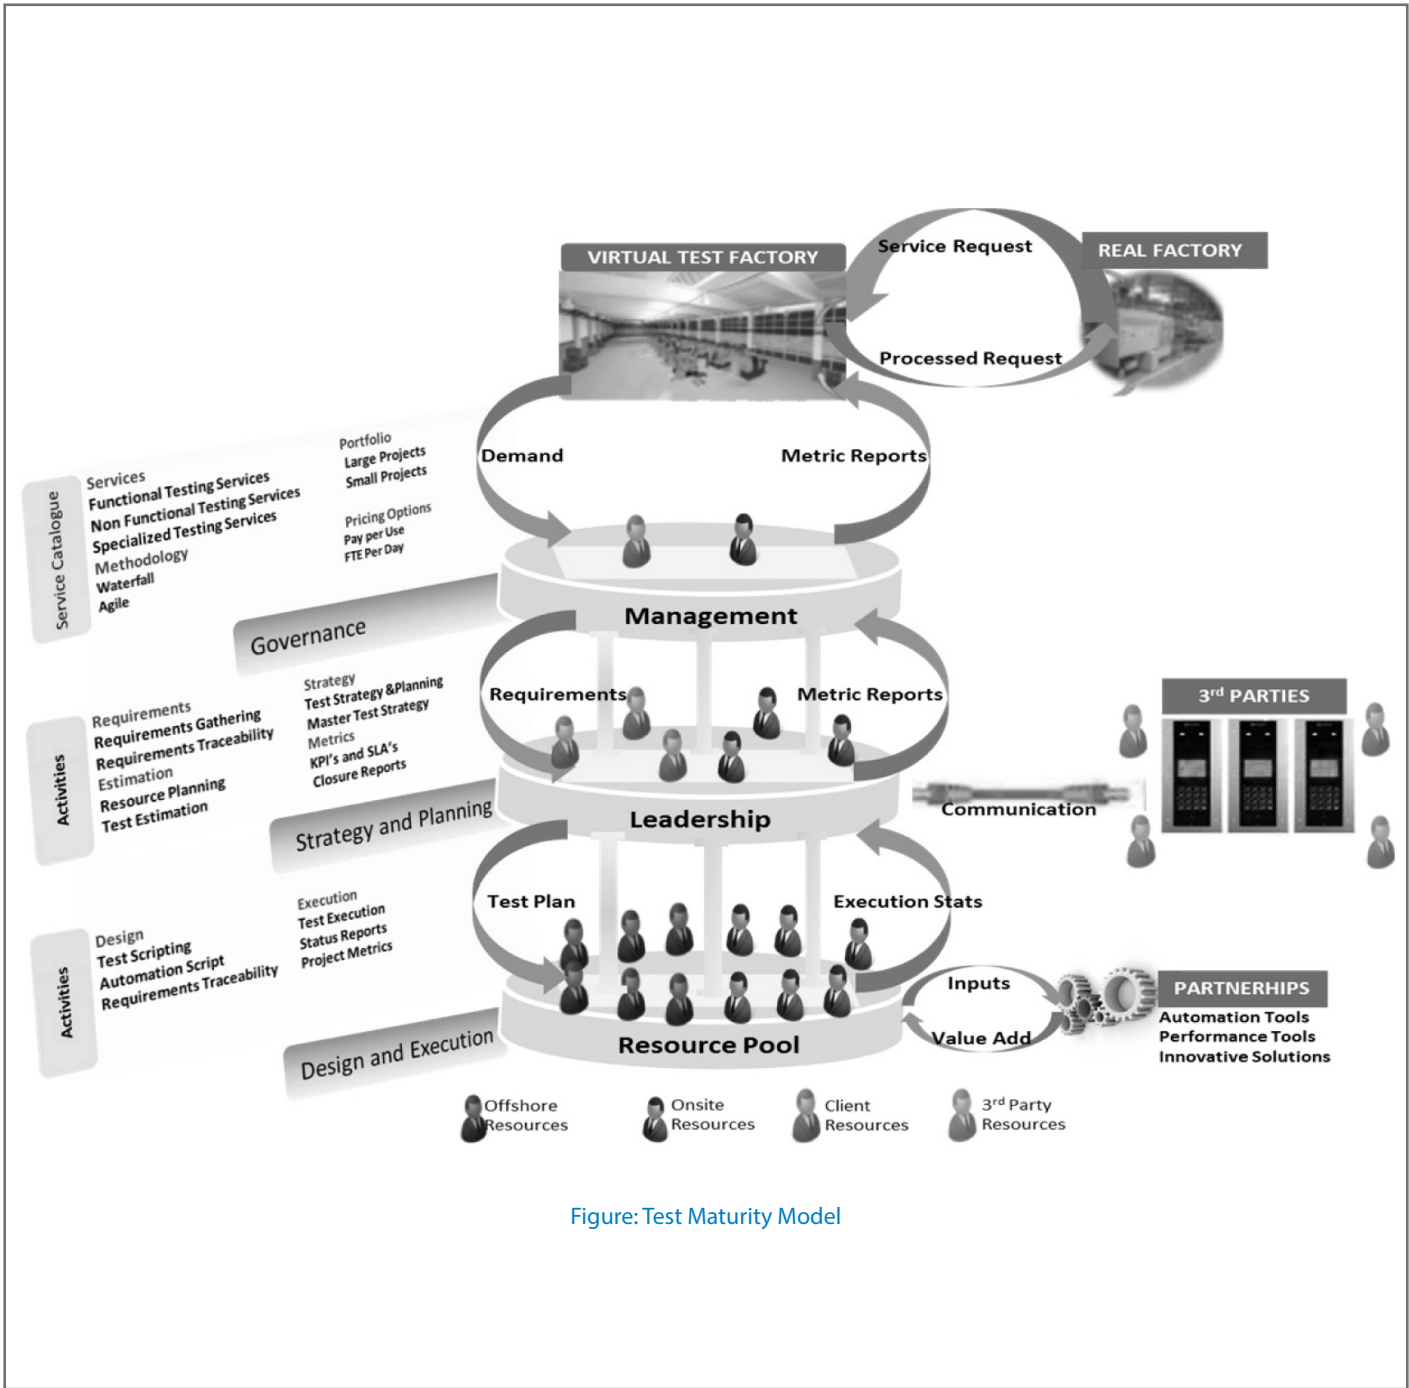 VIRTUAL TEST FACTORY
Service Request
REAL FACTORY
Processed Request
Demand
Metric Reports
Service Catalogue
Services
Functional Testing Services
Non Functional Testing Services
Specialized Testing Services
Methodology
Waterfall
Agile
Portfolio
Large Projects
Small Projects
Pricing Options
Pay per Use
FTE Per Day
Governance
Management
Requirements
Metric Reports
Activities
Requirements
Requirements Gathering
Requirements Traceability
Estimation
Resource Planning
Test Estimation
Strategy
Test Strategy &Planning
Master Test Strategy
Metrics
KPI's and SLA's
Closure Reports
Strategy and Planning
Leadership
3rd PARTIES
Communication
Test Plan
Execution Stats
Activities
Design
Test Scripting
Automation Script
Requirements Traceability
Execution
Test Execution
Status Reports
Project Metrics
Design and Execution
Resource Pool
Inputs
Value Add
PARTNERHIPS
Automation Tools
Performance Tools
Innovative Solutions
Offshore
Resources
Onsite
Resources
Client
Resources
3rd Party
Resources
Figure: Test Maturity Model